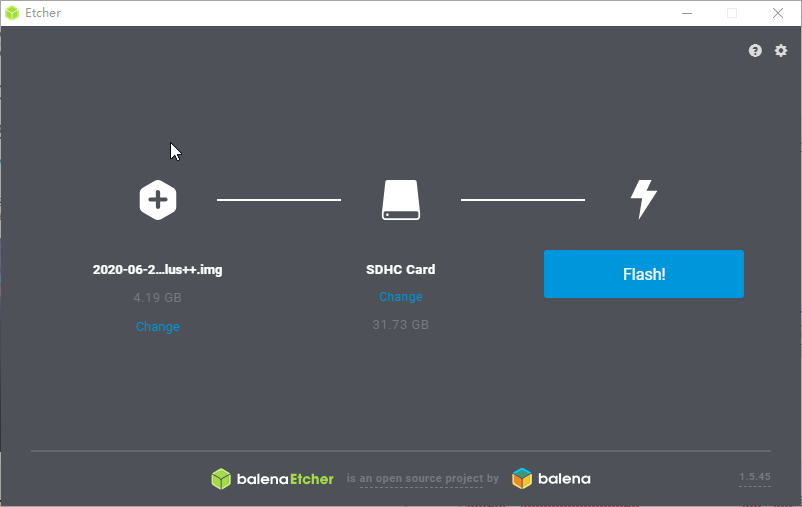 Etcher
2020-06-2...lus++.img
4.19 GB
Change
SDHC Card
Change
31.73 GB
Flash!
balenaEtcher is an open source project by balena
1.5.45